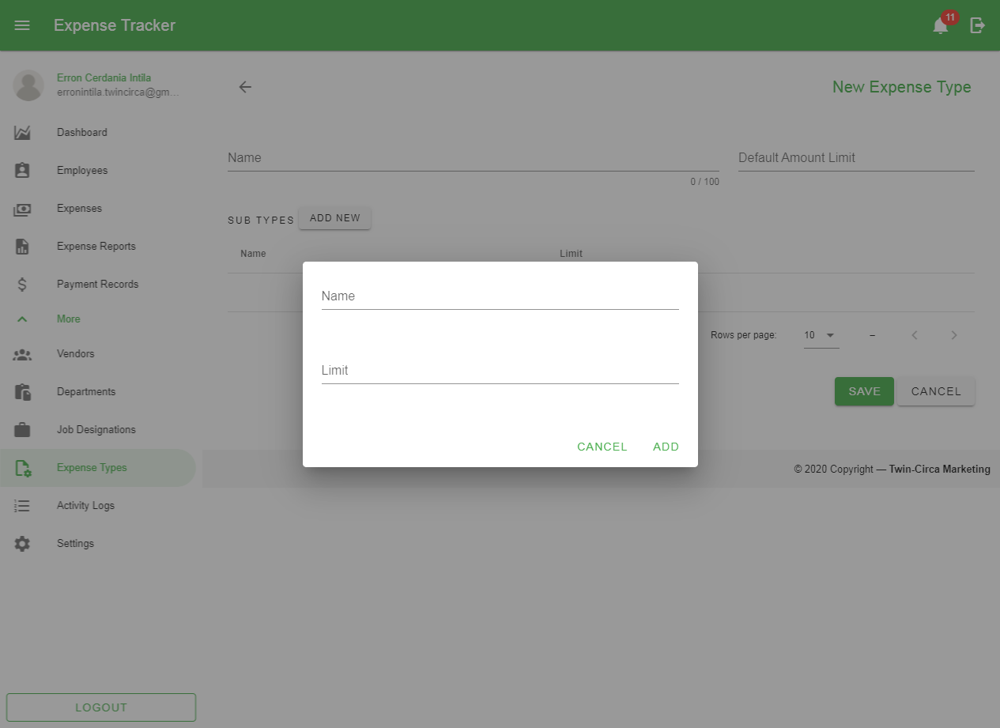 Expense Tracker
11
Erron Cerdania Intila
erronintila.twincirca@gm...
New Expense Type
Dashboard
Employees
Expenses
Expense Reports
Payment Records
More
Vendors
Departments
Job Designations
Expense Types
Activity Logs
Settings
LOGOUT
Name
Default Amount Limit
0 / 100
SUB TYPES ADD NEW
Name Limit
Name
Limit
CANCEL ADD
Rows per page: 10 –
SAVE CANCEL
© 2020 Copyright — Twin-Circa Marketing